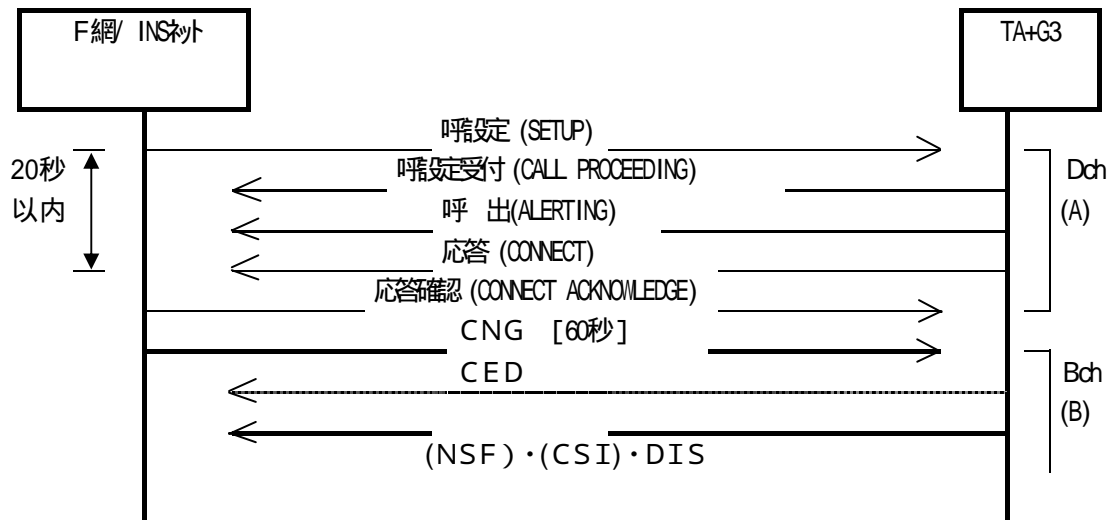 F網/ INSネット
TA+G3
呼設定 (SETUP)
20秒
以内
呼設定受付 (CALL PROCEEDING)
Dch
(A)
呼 出(ALERTING)
応答 (CONNECT)
応答確認 (CONNECT ACKNOWLEDGE)
CNG [60秒]
CED
Bch
(B)
(NSF)・(CSI)・DIS